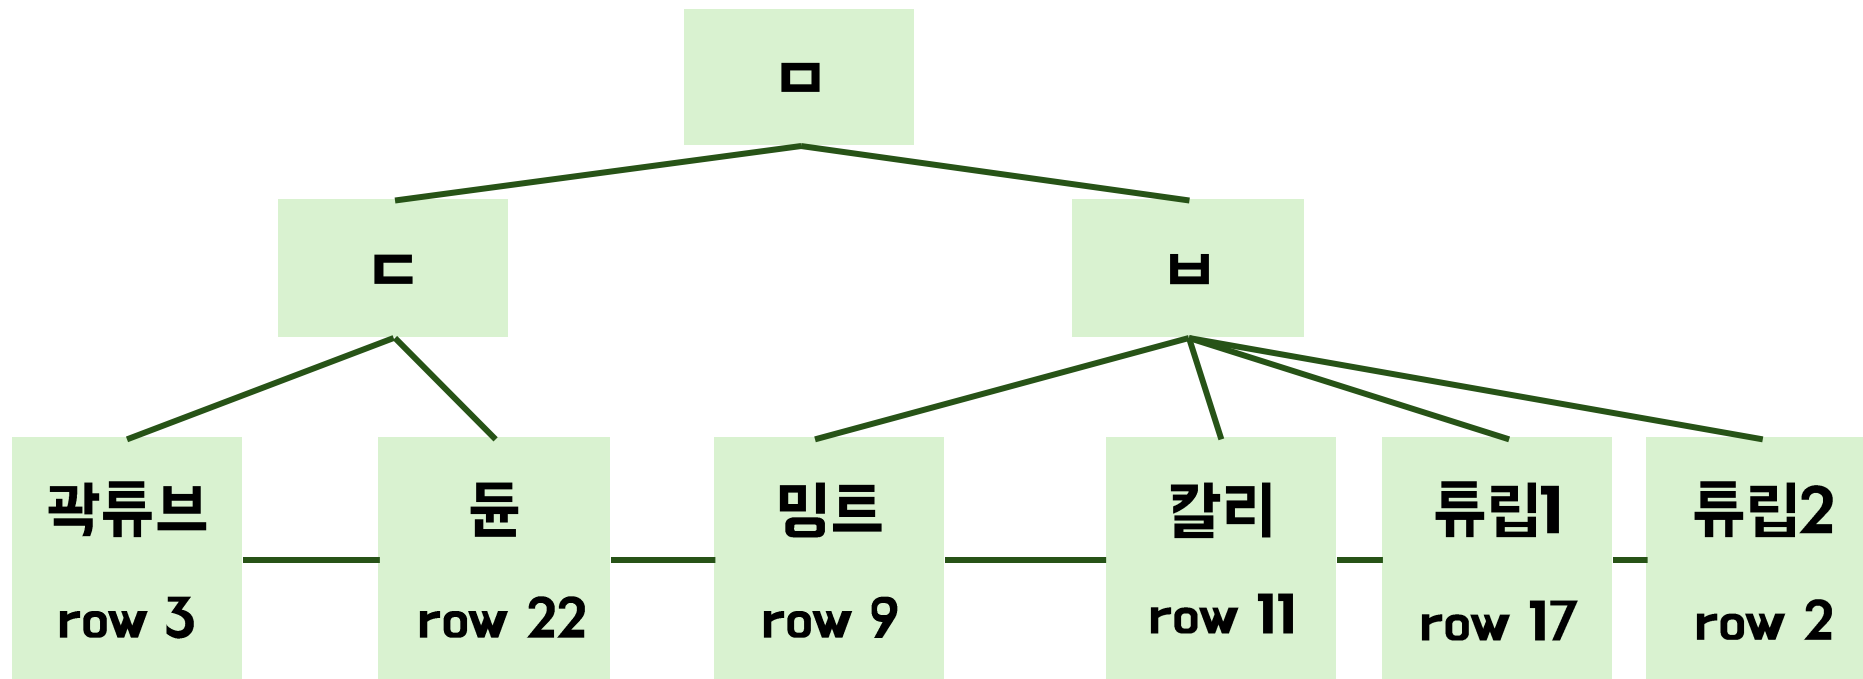 ㅁ
ㄷ
ㅂ
곽튜브
row 3
듄
row 22
밍트
row 9
칼리
row 11
튜립1
row 17
튜립2
row 2